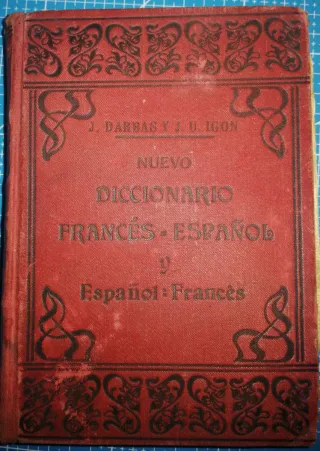 J. DARBAS Y J. U. IGON
NUEVO
DICCIONARIO
FRANCÉS - ESPAÑOL
y
Español : Francés